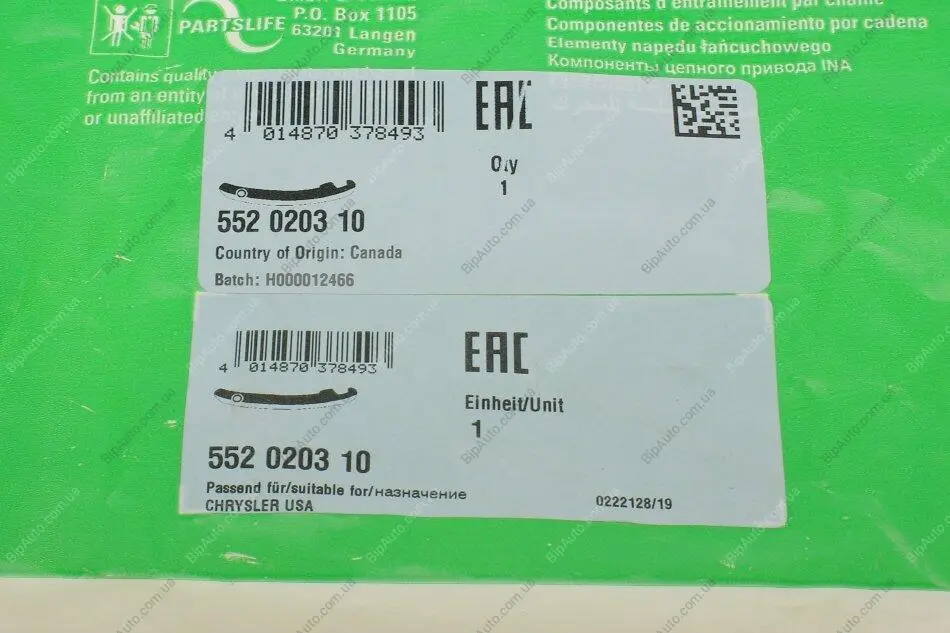 PARTSLIFE
P.O. Box 1105
63201 Langen
Germany
Composants d'entraînement par chaîne
Componentes de accionamiento por cadena
Elementy napędu łańcuchowego
Компоненты цепного привода INA
Contains quality
from an entity
or unaffiliated
4 014870 378493
EAC
Qty
1
552 0203 10
Country of Origin: Canada
Batch: H000012466
4 014870 378493
EAC
Einheit/Unit
1
552 0203 10
Passend für/suitable for/назначение
CHRYSLER USA
0222128/19
BipAuto.com.ua